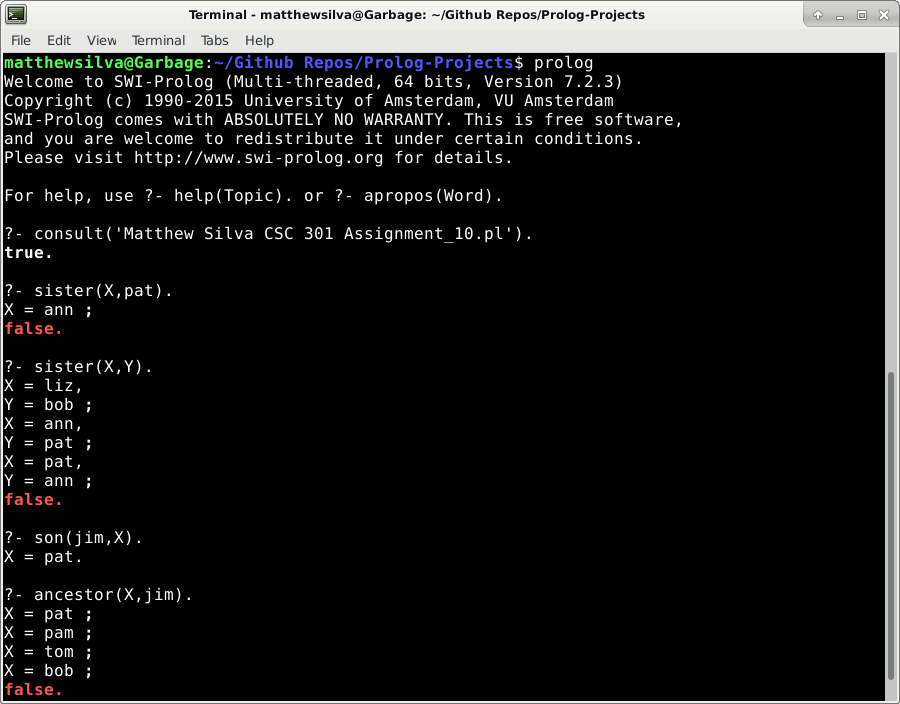 Terminal - matthewsilva@Garbage: ~/Github Repos/Prolog-Projects
File Edit View Terminal Tabs Help
matthewsilva@Garbage:~/Github Repos/Prolog-Projects$ prolog
Welcome to SWI-Prolog (Multi-threaded, 64 bits, Version 7.2.3)
Copyright (c) 1990-2015 University of Amsterdam, VU Amsterdam
SWI-Prolog comes with ABSOLUTELY NO WARRANTY. This is free software,
and you are welcome to redistribute it under certain conditions.
Please visit http://www.swi-prolog.org for details.
For help, use ?- help(Topic). or ?- apropos(Word).
?- consult('Matthew Silva CSC 301 Assignment_10.pl').
true.
?- sister(X,pat).
X = ann ;
false.
?- sister(X,Y).
X = liz,
Y = bob ;
X = ann,
Y = pat ;
X = pat,
Y = ann ;
false.
?- son(jim,X).
X = pat.
?- ancestor(X,jim).
X = pat ;
X = pam ;
X = tom ;
X = bob ;
false.